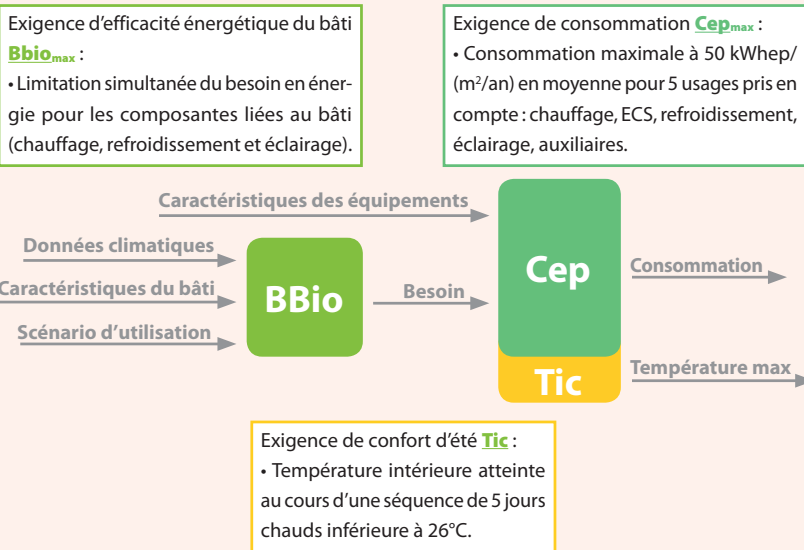 Exigence d'efficacité énergétique du bâti
Bbiomax :
• Limitation simultanée du besoin en éner-
gie pour les composantes liées au bâti
(chauffage, refroidissement et éclairage).
Exigence de consommation Cepmax :
• Consommation maximale à 50 kWhep/
(m²/an) en moyenne pour 5 usages pris en
compte : chauffage, ECS, refroidissement,
éclairage, auxiliaires.
Caractéristiques des équipements
Données climatiques
Caractéristiques du bâti
Scénario d'utilisation
BBio
Besoin
Cep
Tic
Consommation
Température max
Exigence de confort d'été Tic :
• Température intérieure atteinte
au cours d'une séquence de 5 jours
chauds inférieure à 26°C.